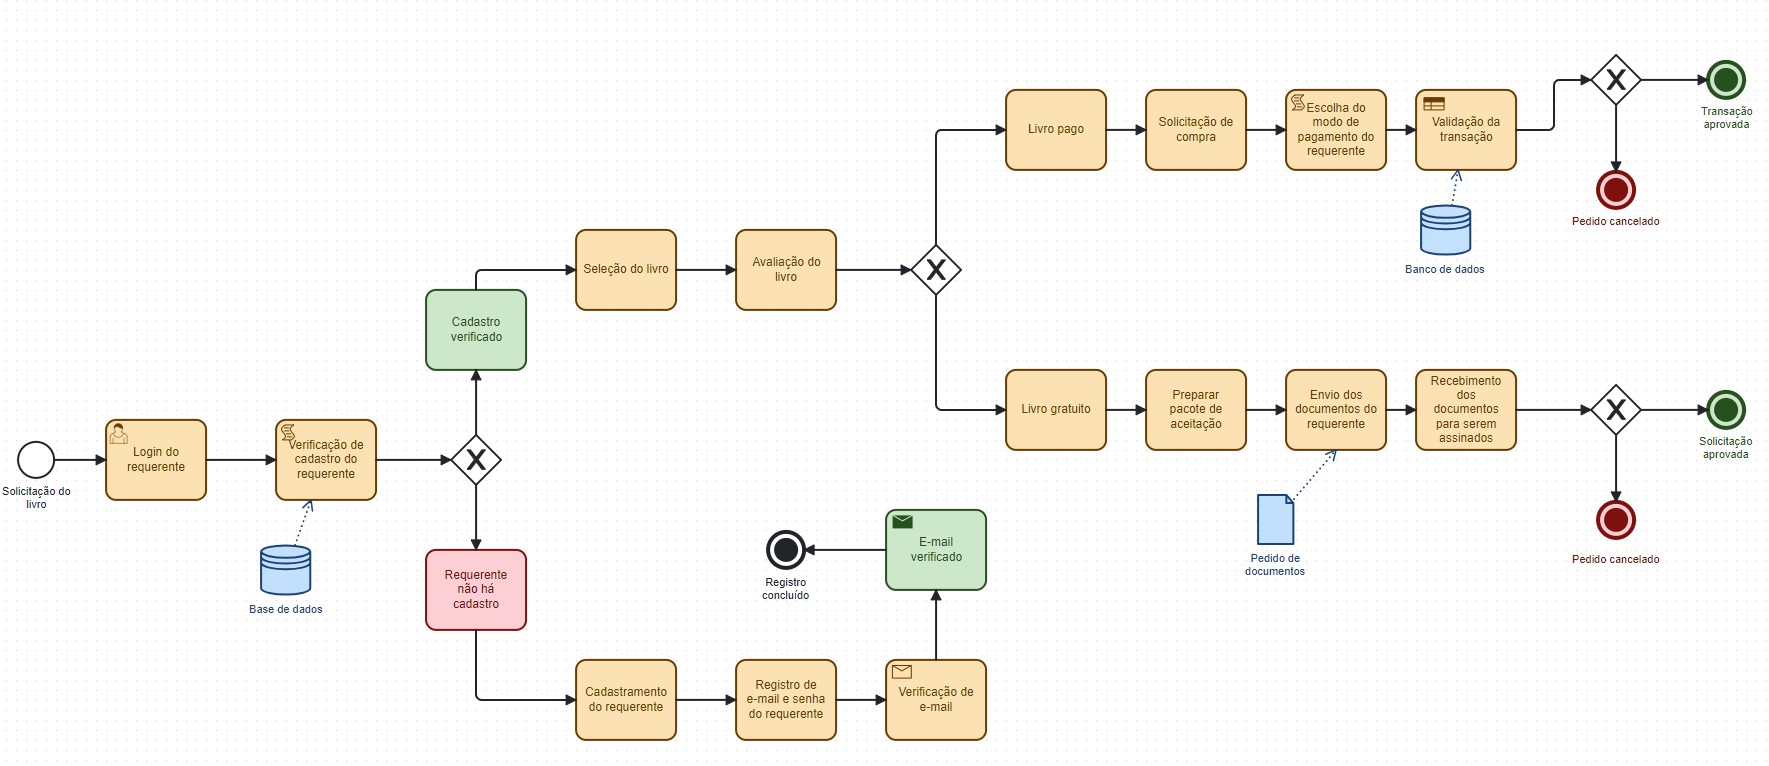 Solicitação do
livro
Login do
requerente
Verificação de
cadastro do
requerente
Base de dados
Cadastro
verificado
Requerente
não há
cadastro
Seleção do livro
Avaliação do
livro
Livro pago
Solicitação de
compra
Escolha do
modo de
pagamento do
requerente
Validação da
transação
Banco de dados
Transação
aprovada
Pedido cancelado
Livro gratuito
Preparar
pacote de
aceitação
Envio dos
documentos do
requerente
Pedido de
documentos
Recebimento
dos
documentos
para serem
assinados
Solicitação
aprovada
Pedido cancelado
Cadastramento
do requerente
Registro de
e-mail e senha
do requerente
Verificação de
e-mail
E-mail
verificado
Registro
concluído